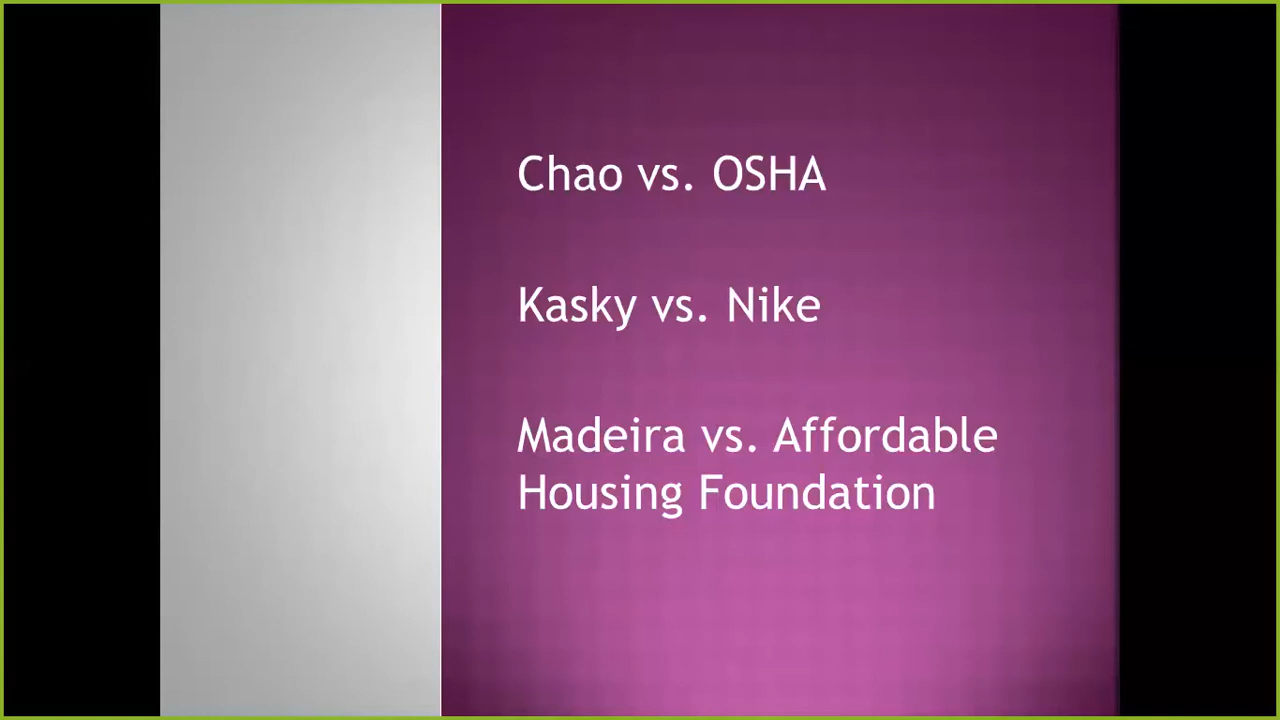 Chao vs. OSHA
Kasky vs. Nike
Madeira vs. Affordable
Housing Foundation